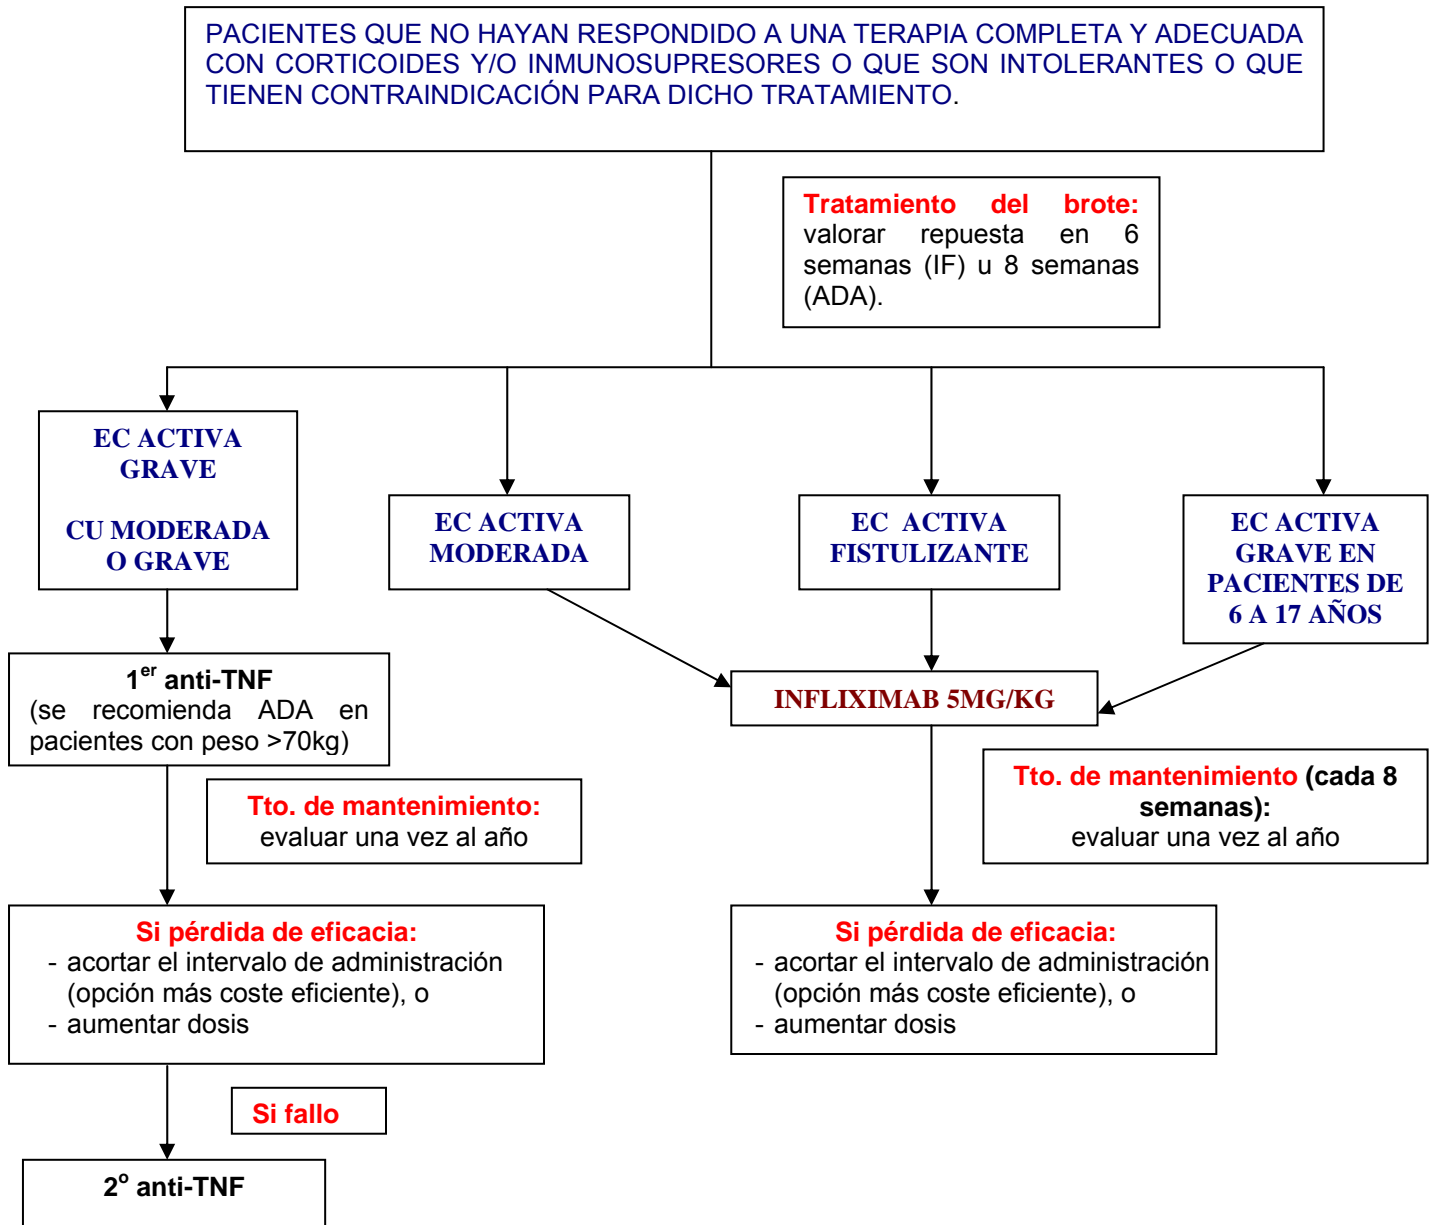 PACIENTES QUE NO HAYAN RESPONDIDO A UNA TERAPIA COMPLETA Y ADECUADA
CON CORTICOIDES Y/O INMUNOSUPRESORES O QUE SON INTOLERANTES O QUE
TIENEN CONTRAINDICACIÓN PARA DICHO TRATAMIENTO.
Tratamiento del brote:
valorar repuesta en 6
semanas (IF) u 8 semanas
(ADA).
EC ACTIVA
GRAVE
CU MODERADA
O GRAVE
EC ACTIVA
MODERADA
EC ACTIVA
FISTULIZANTE
EC ACTIVA
GRAVE EN
PACIENTES DE
6 A 17 AÑOS
1er anti-TNF
(se recomienda ADA en
pacientes con peso >70kg)
INFLIXIMAB 5MG/KG
Tto. de mantenimiento:
evaluar una vez al año
Tto. de mantenimiento (cada 8
semanas):
evaluar una vez al año
Si pérdida de eficacia:
- acortar el intervalo de administración
(opción más coste eficiente), o
- aumentar dosis
Si pérdida de eficacia:
- acortar el intervalo de administración
(opción más coste eficiente), o
- aumentar dosis
Si fallo
2º anti-TNF